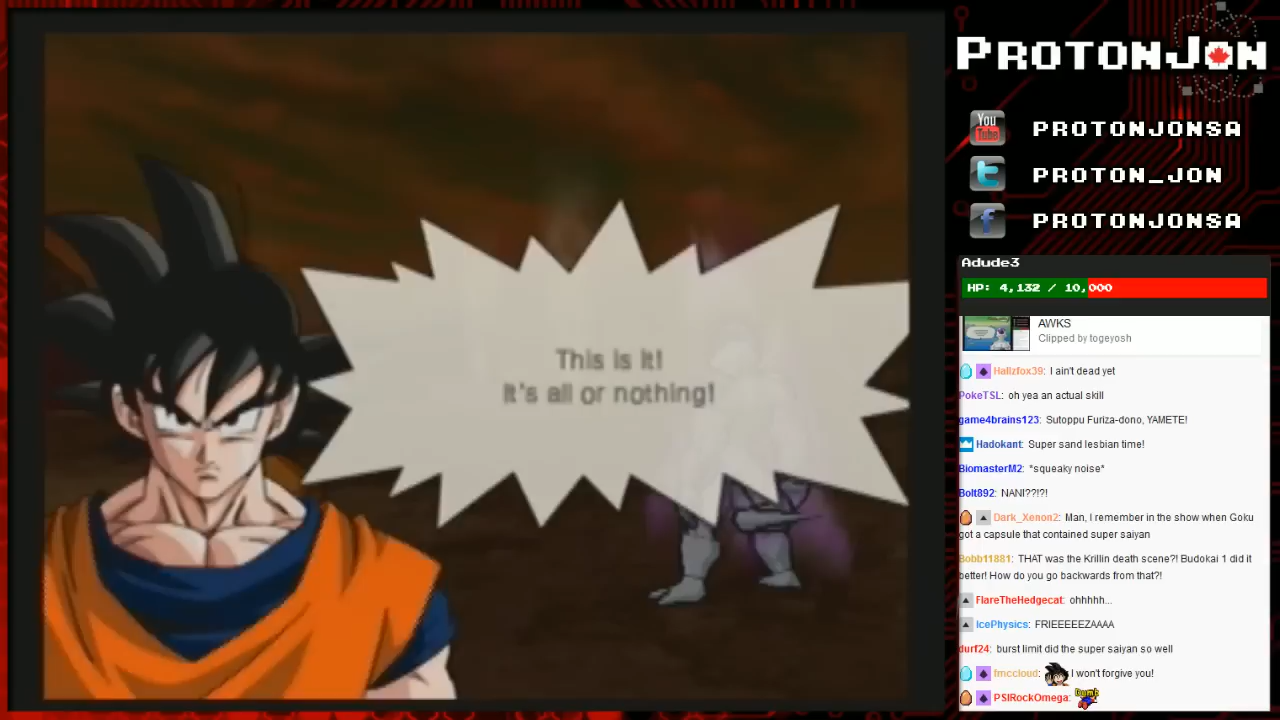 This is it!
It's all or nothing!
PROTONJON
You
Tube
PROTONJONSA
t
PROTON_JON
f
PROTONJONSA
Adude3
HP: 4,132 / 10,000
AWKS
Clipped by togeyosh
Hallzfox39: I ain't dead yet
PokeTSL: oh yea an actual skill
game4brains123: Sutoppu Furiza-dono, YAMETE!
Hadokant: Super sand lesbian time!
BiomasterM2: *squeaky noise*
Bolt892: NANI??!?!
Dark_Xenon2: Man, I remember in the show when Goku
got a capsule that contained super saiyan
Bobb11881: THAT was the Krillin death scene?! Budokai 1 did it
better! How do you go backwards from that?!
FlareTheHedgecat: ohhhhh...
icePhysics: FRIEEEEEZAAAA
durf24: burst limit did the super saiyan so well
fmccloud: I won't forgive you!
PSIRockOmega: